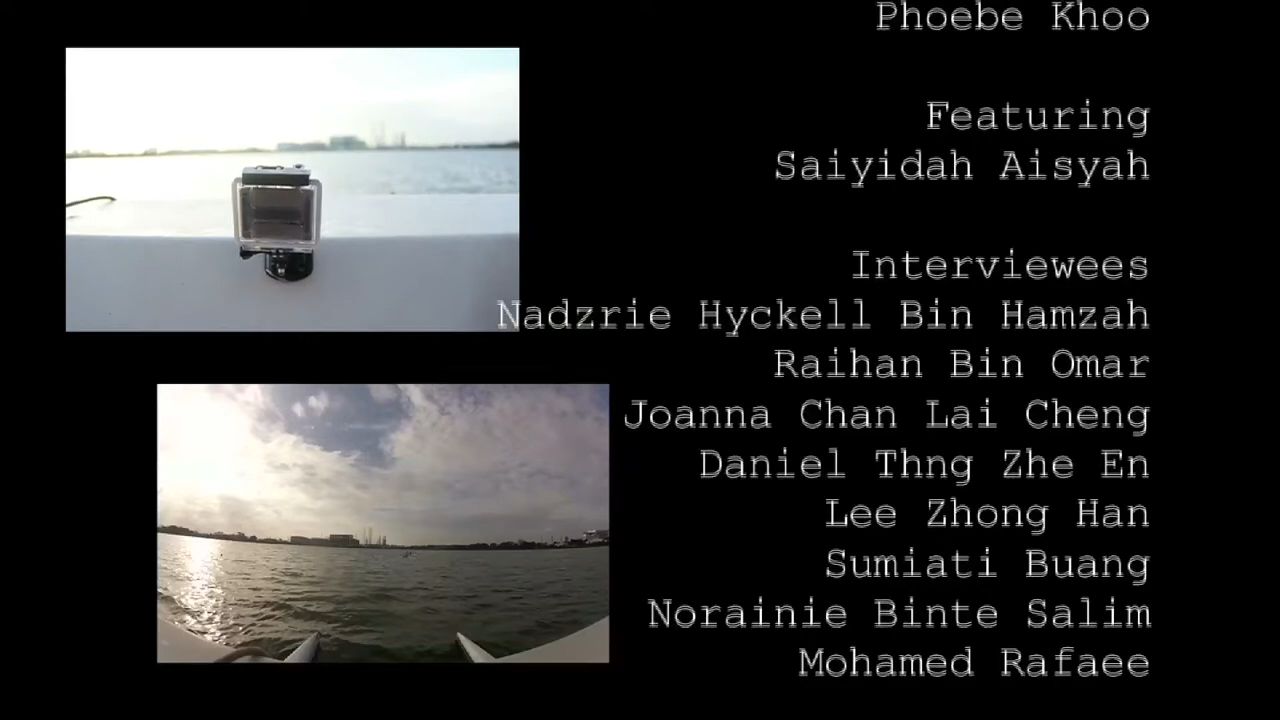 Phoebe Khoo
Featuring
Saiyidah Aisyah
Interviewees
Nadzrie Hyckell Bin Hamzah
Raihan Bin Omar
Joanna Chan Lai Cheng
Daniel Thng Zhe En
Lee Zhong Han
Sumiati Buang
Norainie Binte Salim
Mohamed Rafaee